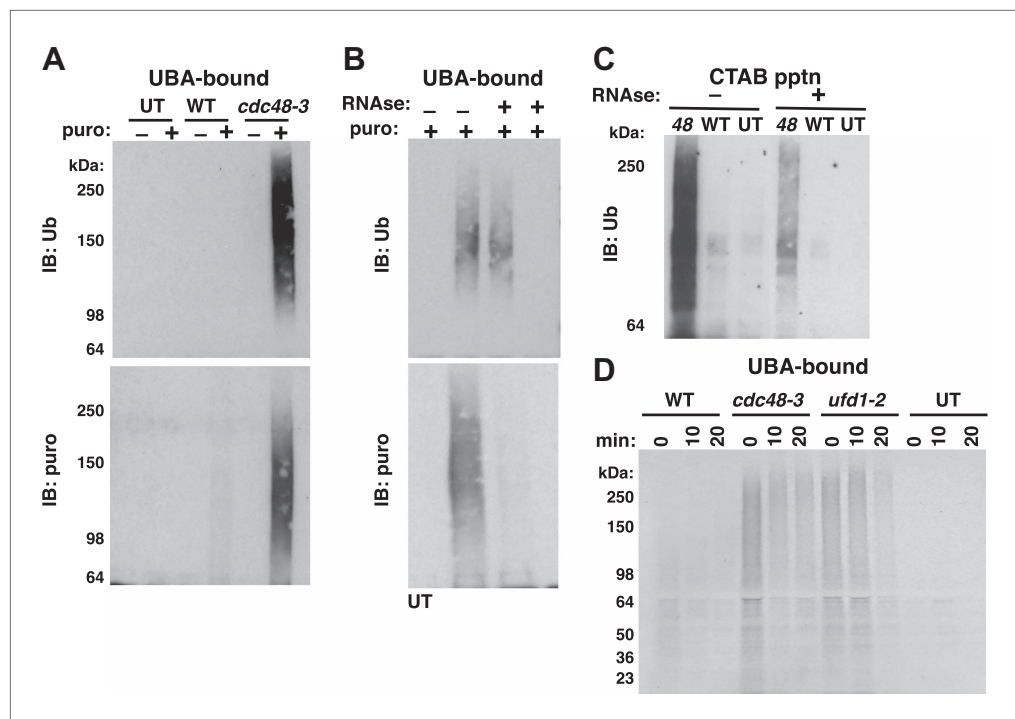 A
UBA-bound
UT WT cdc48-3
puro: – + – + – +
kDa:
250
150
98
64
IB: Ub
250
150
98
64
IB: puro
B
UBA-bound
RNAse: – – + +
puro: + + + +
IB: Ub
IB: puro
UT
C
CTAB pptn
RNAse: – +
48 WT UT 48 WT UT
kDa:
250
64
IB: Ub
D
UBA-bound
WT cdc48-3 ufd1-2 UT
min: 0 10 20 0 10 20 0 10 20 0 10 20
kDa:
250
150
98
64
50
36
23